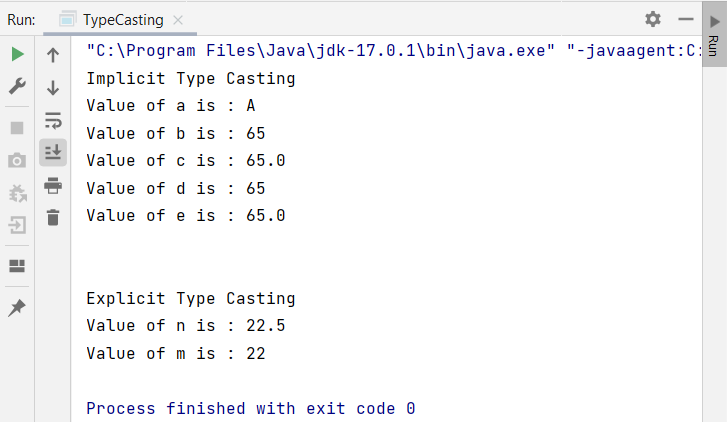 Run: TypeCasting
"C:\Program Files\Java\jdk-17.0.1\bin\java.exe" "-javaagent:C:
Run
Implicit Type Casting
Value of a is : A
Value of b is : 65
Value of c is : 65.0
Value of d is : 65
Value of e is : 65.0
Explicit Type Casting
Value of n is : 22.5
Value of m is : 22
Process finished with exit code 0